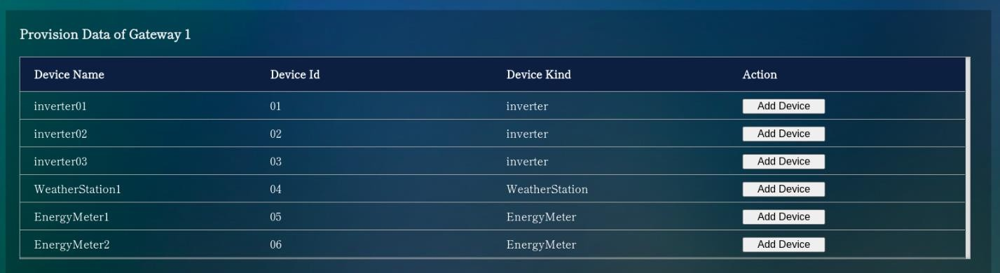 Provision Data of Gateway 1
Device Name Device Id Device Kind Action
inverter01 01 inverter Add Device
inverter02 02 inverter Add Device
inverter03 03 inverter Add Device
WeatherStation1 04 WeatherStation Add Device
EnergyMeter1 05 EnergyMeter Add Device
EnergyMeter2 06 EnergyMeter Add Device